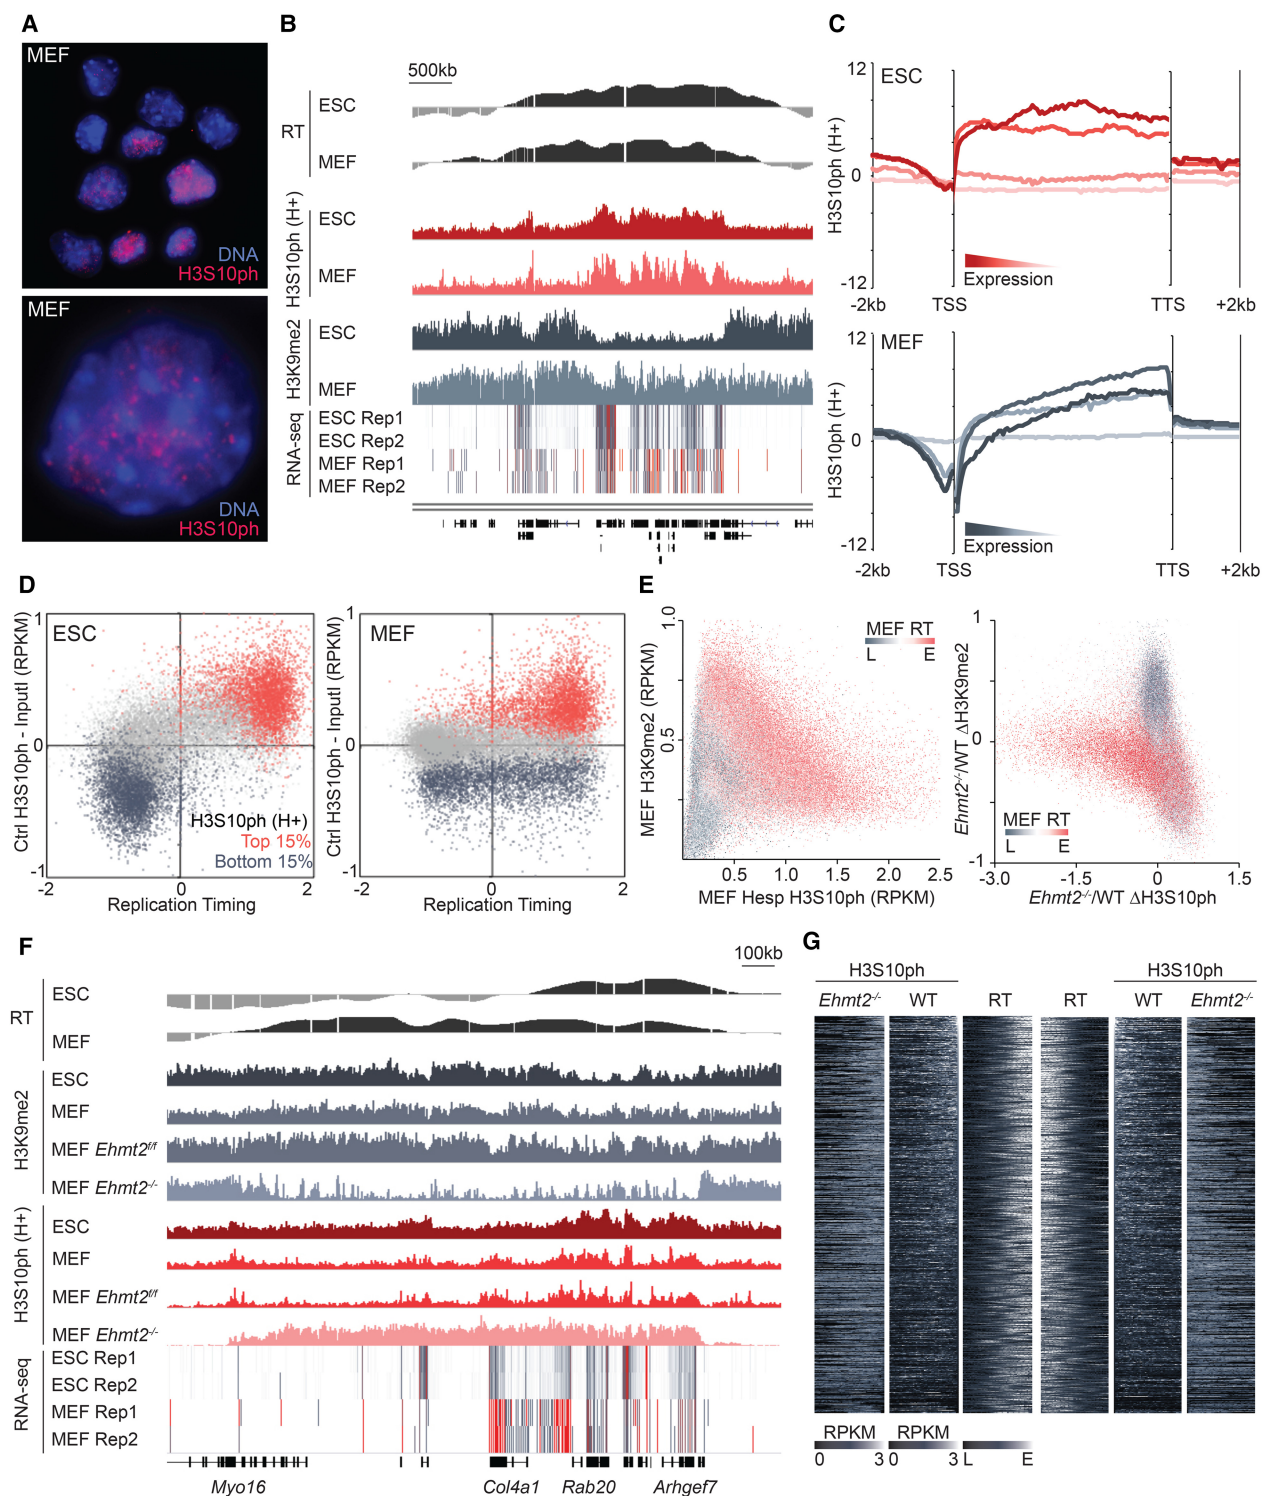 A
MEF
DNA
H3S10ph
MEF
DNA
H3S10ph
B
500kb
RT
ESC
MEF
H3S10ph (H+)
ESC
MEF
H3K9me2
ESC
MEF
RNA-seq
ESC Rep1
ESC Rep2
MEF Rep1
MEF Rep2
C
ESC
12
0
-12
H3S10ph (H+)
Expression
-2kb TSS TTS +2kb
MEF
12
0
-12
H3S10ph (H+)
Expression
-2kb TSS TTS +2kb
D
ESC
Ctrl H3S10ph - Inputl (RPKM)
1
0
-1
H3S10ph (H+)
Top 15%
Bottom 15%
-2 0 2
Replication Timing
MEF
Ctrl H3S10ph - Inputl (RPKM)
1
0
-1
-2 0 2
Replication Timing
E
MEF H3K9me2 (RPKM)
1.0
0.5
MEF RT
L E
0.5 1.0 1.5 2.0 2.5
MEF Hesp H3S10ph (RPKM)
Ehmt2-/-/WT ΔH3K9me2
1
0
-1
MEF RT
L E
-3.0 -1.5 0 1.5
Ehmt2-/-/WT ΔH3S10ph
F
100kb
RT
ESC
MEF
H3K9me2
ESC
MEF
MEF Ehmt2f/f
MEF Ehmt2-/-
H3S10ph (H+)
ESC
MEF
MEF Ehmt2f/f
MEF Ehmt2-/-
RNA-seq
ESC Rep1
ESC Rep2
MEF Rep1
MEF Rep2
Myo16 Col4a1 Rab20 Arhgef7
G
H3S10ph H3S10ph
Ehmt2-/- WT RT RT WT Ehmt2-/-
RPKM RPKM
0 3 0 3 L E